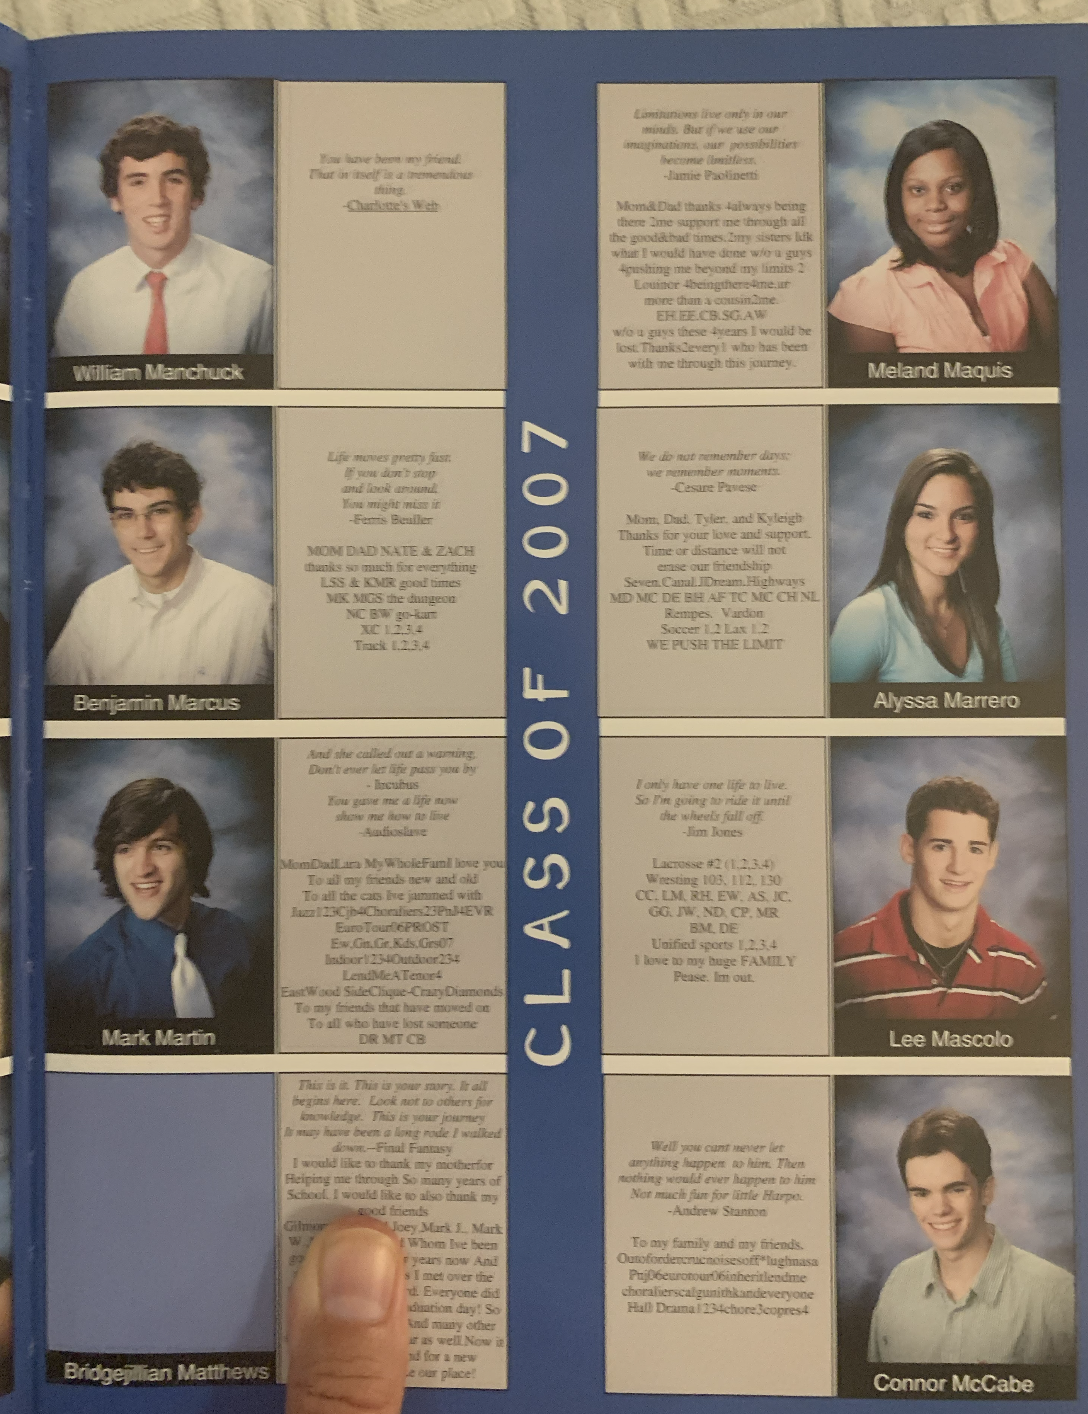 You have been my friend.
That in itself is a tremendous
thing.
-Charlotte's Web
William Manchuck
Limitations live only in our
minds. But if we use our
imaginations, our possibilities
become limitless.
-Jamie Paolinetti
Mom&Dad thanks 4always being
there 2me support me through all
the good&bad times.2my sisters Idk
what I would have done w/o u guys
4pushing me beyond my limits 2
Louinor 4beingthere4me,ur
more than a cousin2me.
EH.EE.CB.SG.AW
w/o u guys these 4years I would be
lost.Thanks2every1 who has been
with me through this journey.
Meland Maquis
Life moves pretty fast.
If you don't stop
and look around,
You might miss it
-Ferris Beuller
MOM DAD NATE & ZACH
thanks so much for everything
LSS & KMR good times
MK MGS the dungeon
NC BW go-kart
XC 1,2,3,4
Track 1,2,3,4
Benjamin Marcus
We do not remember days;
we remember moments.
-Cesare Pavese
Mom, Dad, Tyler, and Kyleigh
Thanks for your love and support.
Time or distance will not
erase our friendship
Seven.Canal.JDream.Highways
MD MC DE BH AF TC MC CH NL
Rempes, Vardon
Soccer 1,2 Lax 1,2
WE PUSH THE LIMIT
Alyssa Marrero
CLASS OF 2007
And she called out a warning,
Don't ever let life pass you by
- Incubus
You gave me a life now
show me how to live
-Audioslave
MomDadLara MyWholeFamI love you
To all my friends new and old
To all the cats Ive jammed with
EuroTour06PROST
Ew,Gn,Gr,Kds,Grs07
Indoor1234Outdoor234
LendMeATenor4
EastWood SideClique-CrazyDiamonds
To my friends that have moved on
To all who have lost someone
DR MT CB
Mark Martin
I only have one life to live.
So I'm going to ride it until
the wheels fall off.
-Jim Jones
Lacrosse #2 (1,2,3,4)
Wresting 103, 112, 130
CC, LM, RH, EW, AS, JC,
GG, JW, ND, CP, MR
BM, DE
Unified sports 1,2,3,4
I love to my huge FAMILY
Pease. Im out.
Lee Mascolo
This is it. This is your story. It all
begins here. Look not to others for
knowledge. This is your journey
It may have been a long rode I walked
down.--Final Fantasy
I would like to thank my motherfor
Helping me through So many years of
School. I would like to also thank my
good friends
Joey,Mark J., Mark
W. Whom Ive been
years now And
I met over the
Everyone did
day! So
And many other
as well.Now it
for a new
our place!
Bridgejillian Matthews
Well you cant never let
anything happen to him. Then
nothing would ever happen to him
Not much fun for little Harpo.
-Andrew Stanton
To my family and my friends.
choralierscalgunithkandeveryone
Hall Drama1234chore3copres4
Connor McCabe